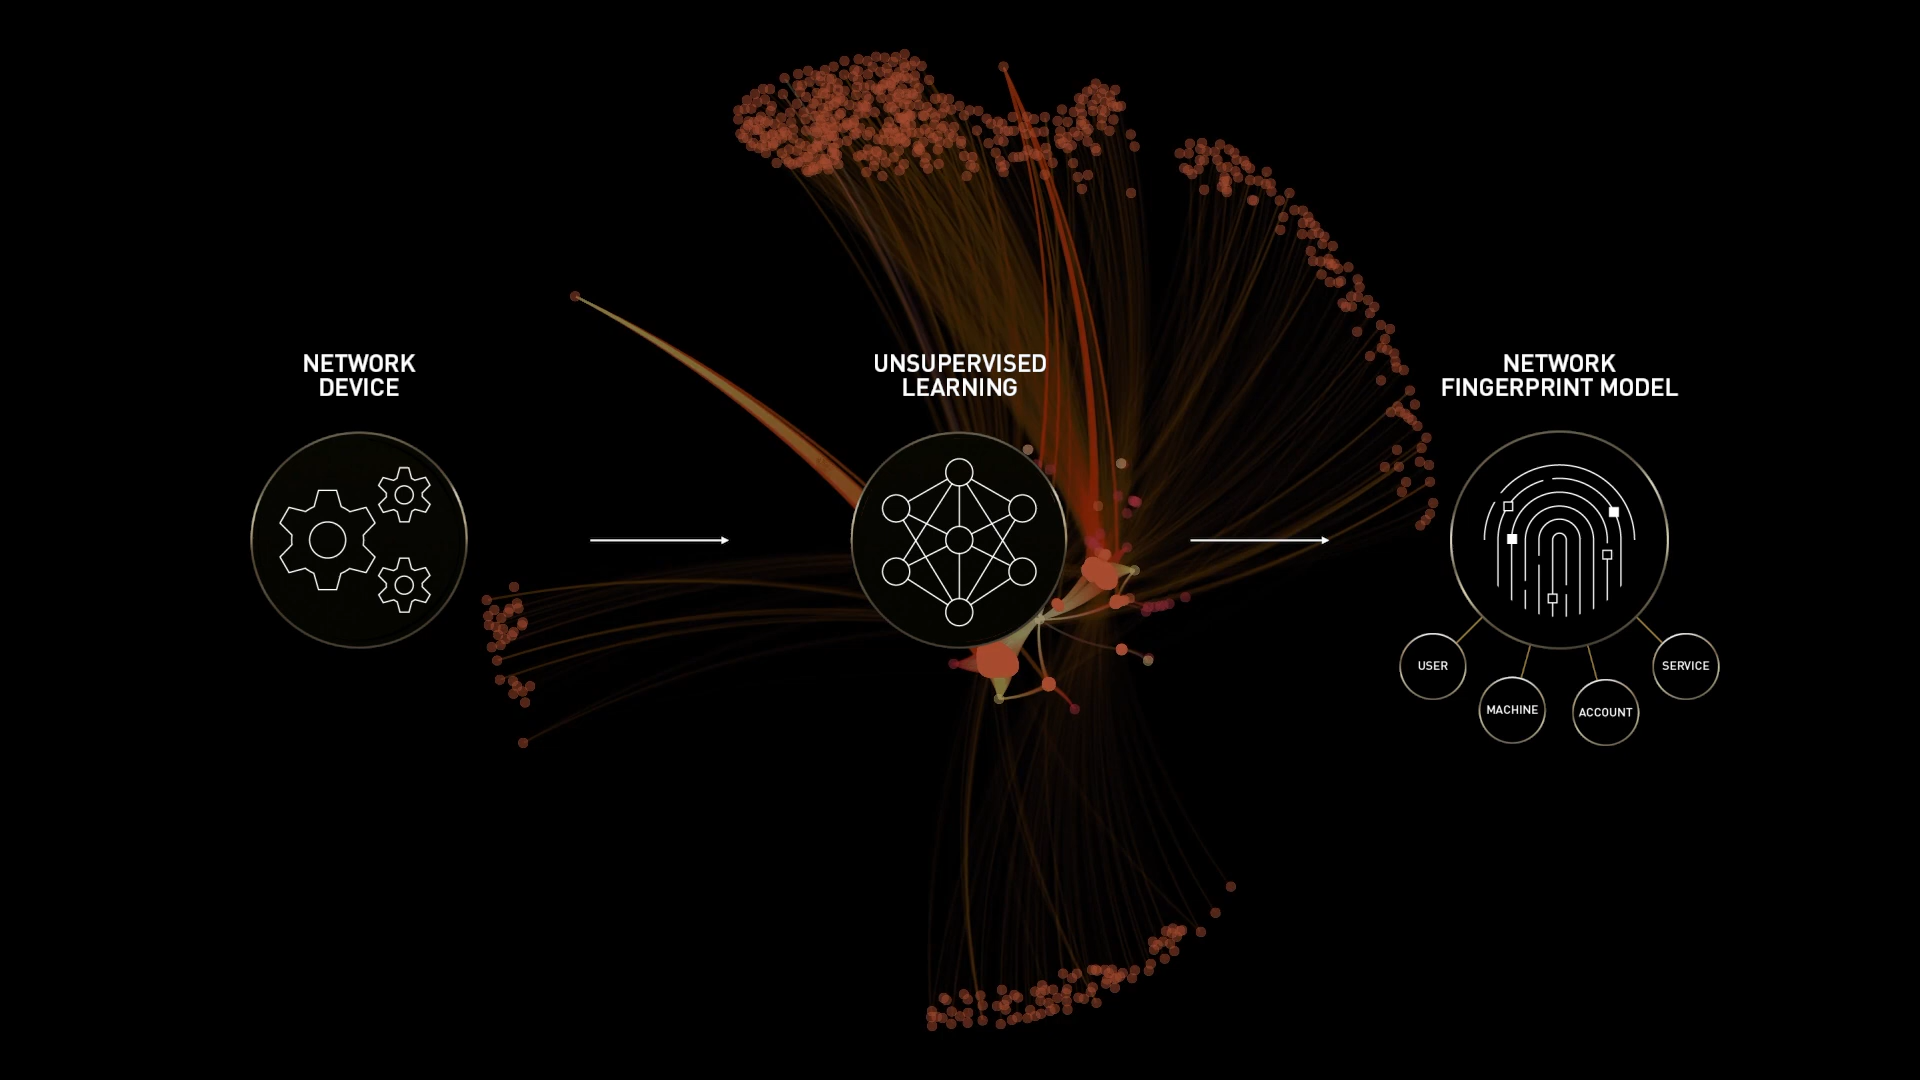 NETWORK
DEVICE
UNSUPERVISED
LEARNING
NETWORK
FINGERPRINT MODEL
USER
MACHINE
ACCOUNT
SERVICE